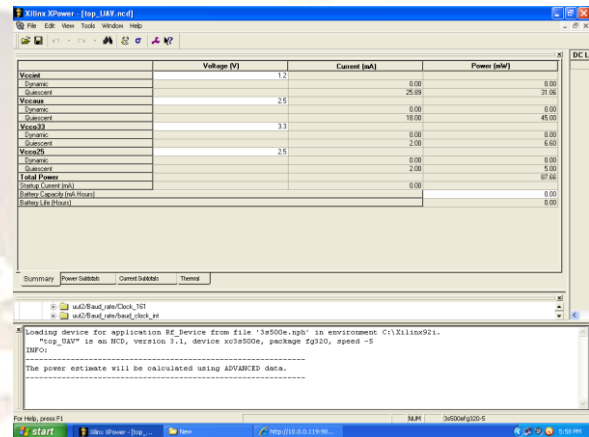 Xilinx XPower - [top_UAV.ncd]
File Edit View Tools Window Help
DC L
Voltage (V) Current (mA) Power (mW)
Vccint 1.2
Dynamic 0.00 0.00
Quiescent 25.89 31.06
Vccaux 2.5
Dynamic 0.00 0.00
Quiescent 18.00 45.00
Vcco33 3.3
Dynamic 0.00 0.00
Quiescent 2.00 6.60
Vcco25 2.5
Dynamic 0.00 0.00
Quiescent 2.00 5.00
Total Power 87.66
Startup Current (mA) 0.00
Battery Capacity (mA Hours) 0.00
Battery Life (Hours) 0.00
Summary Power Subtotals Current Subtotals Thermal
uut2/Baud_rate/Clock_161
uut2/Baud_rate/baud_clock_int
Loading device for application Rf_Device from file '3s500e.nph' in environment C:\Xilinx92i.
"top_UAV" is an NCD, version 3.1, device xc3s500e, package fg320, speed -5
INFO:
The power estimate will be calculated using ADVANCED data.
For Help, press F1 NUM 3s500efg320-5
start Xilinx XPower - [top_... New http://10.0.0.119:90... 5:58 PM